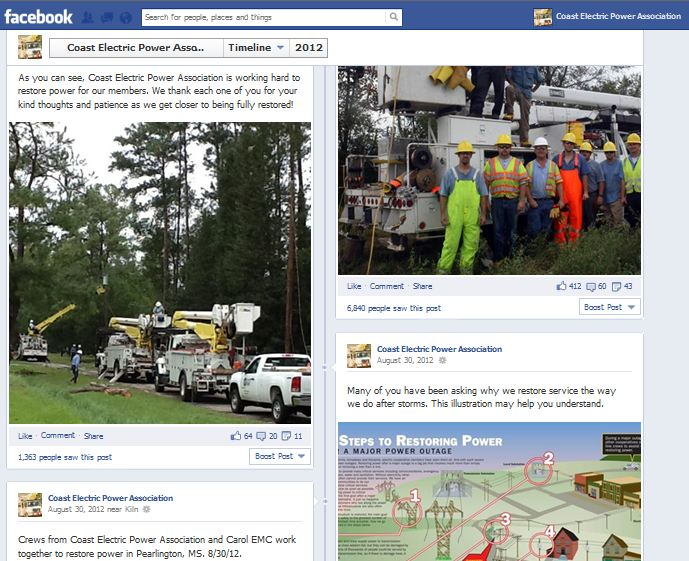 facebook
Search for people, places and things
Coast Electric Power Association
Coast Electric Power Asso..
Timeline
2012
As you can see, Coast Electric Power Association is working hard to
restore power for our members. We thank each one of you for your
kind thoughts and patience as we get closer to being fully restored!
Like · Comment · Share
64 20 11
1,363 people saw this post
Boost Post
Coast Electric Power Association
August 30, 2012 near Kiln
Crews from Coast Electric Power Association and Carol EMC work
together to restore power in Pearlington, MS. 8/30/12.
Like · Comment · Share
412 60 43
6,840 people saw this post
Boost Post
Coast Electric Power Association
August 30, 2012
Many of you have been asking why we restore service the way
we do after storms. This illustration may help you understand.
STEPS TO RESTORING POWER
R A MAJOR POWER OUTAGE
1
2
3
4